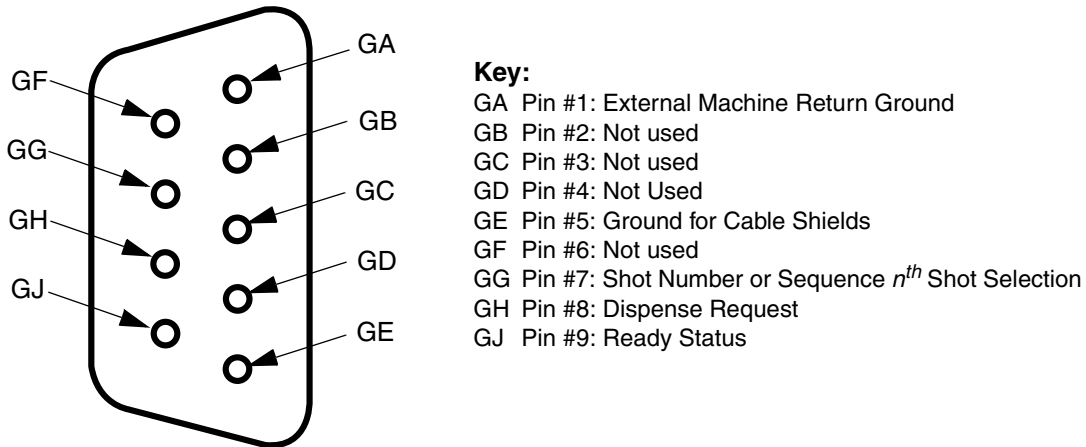 GA
GF
GB
GG
GC
GH
GD
GJ
GE
Key:
GA Pin #1: External Machine Return Ground
GB Pin #2: Not used
GC Pin #3: Not used
GD Pin #4: Not Used
GE Pin #5: Ground for Cable Shields
GF Pin #6: Not used
GG Pin #7: Shot Number or Sequence nth Shot Selection
GH Pin #8: Dispense Request
GJ Pin #9: Ready Status